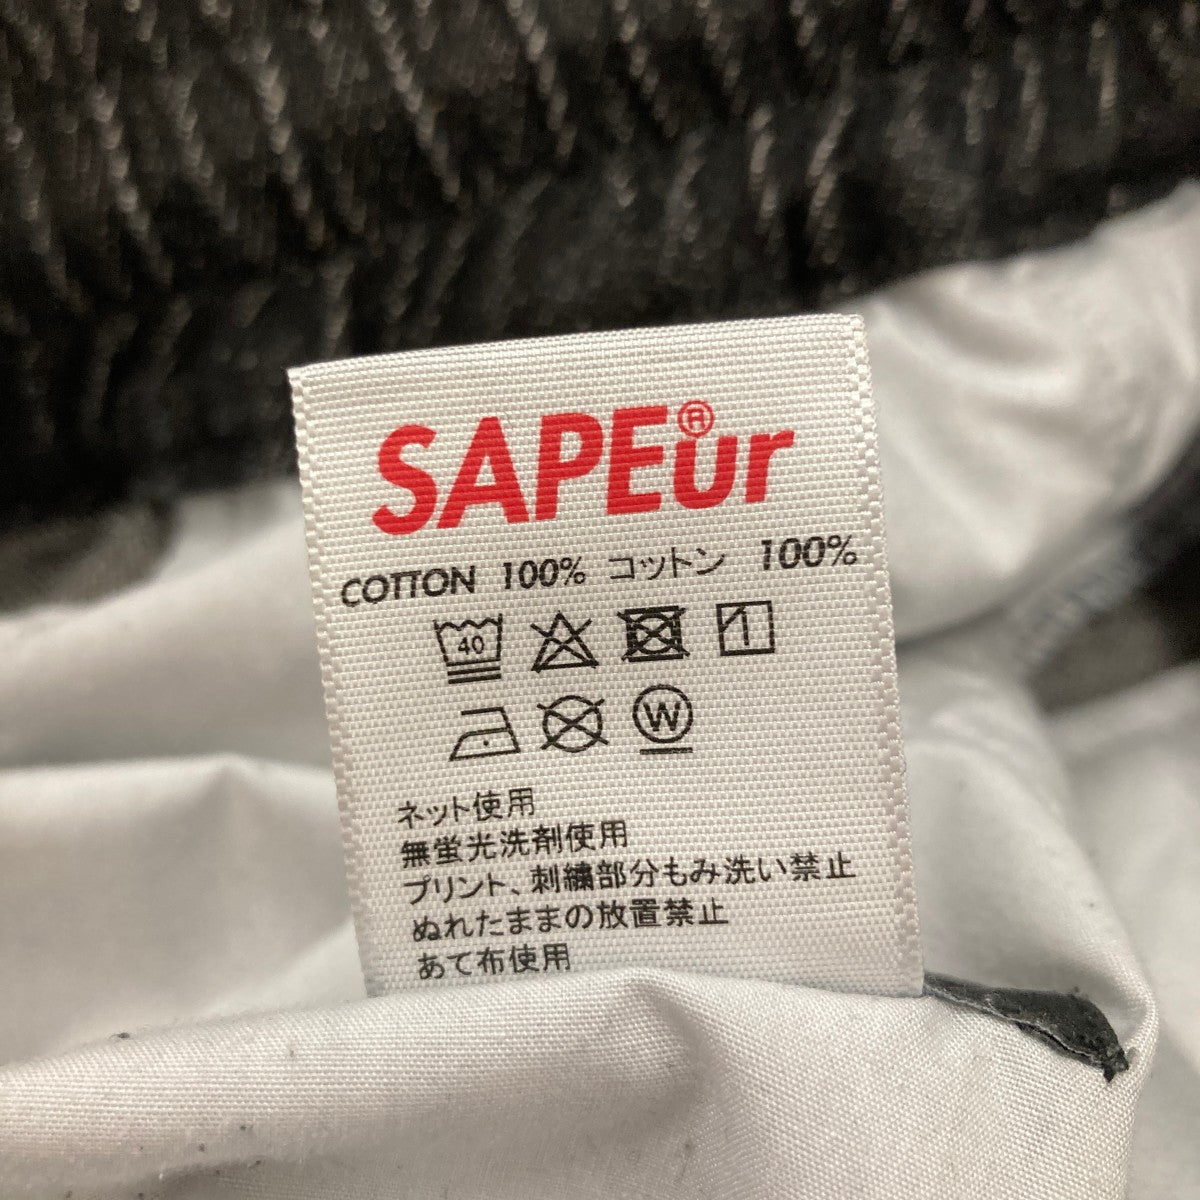 SAPEur®
COTTON 100% コットン 100%
40
W
ネット使用
無蛍光洗剤使用
プリント、刺繍部分もみ洗い禁止
ぬれたままの放置禁止
あて布使用